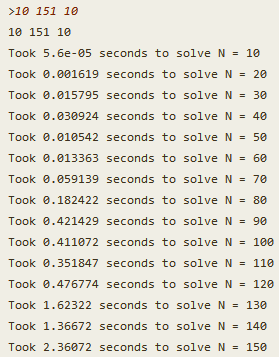 >10 151 10
10 151 10
Took 5.6e-05 seconds to solve N = 10
Took 0.001619 seconds to solve N = 20
Took 0.015795 seconds to solve N = 30
Took 0.030924 seconds to solve N = 40
Took 0.010542 seconds to solve N = 50
Took 0.013363 seconds to solve N = 60
Took 0.059139 seconds to solve N = 70
Took 0.182422 seconds to solve N = 80
Took 0.421429 seconds to solve N = 90
Took 0.411072 seconds to solve N = 100
Took 0.351847 seconds to solve N = 110
Took 0.476774 seconds to solve N = 120
Took 1.62322 seconds to solve N = 130
Took 1.36672 seconds to solve N = 140
Took 2.36072 seconds to solve N = 150